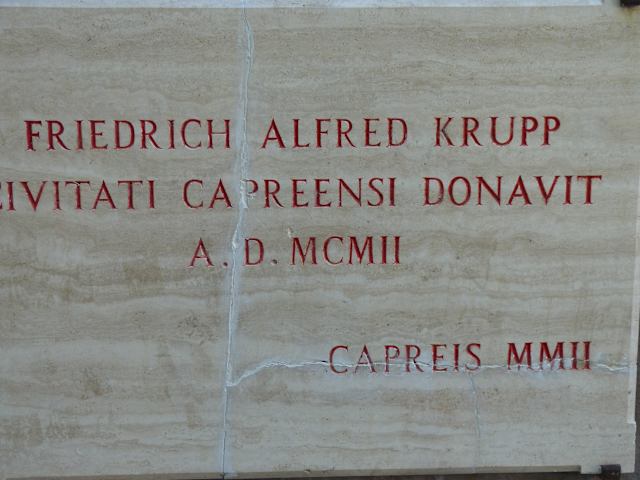 FRIEDRICH ALFRED KRUPP
CIVITATI CAPREENSI DONAVIT
A. D. MCMII
CAPREIS MMII